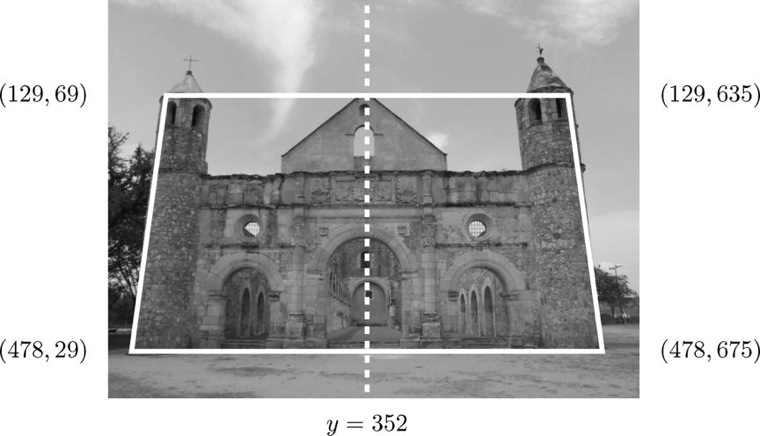 (129, 69)
(129, 635)
(478, 29)
(478, 675)
y = 352